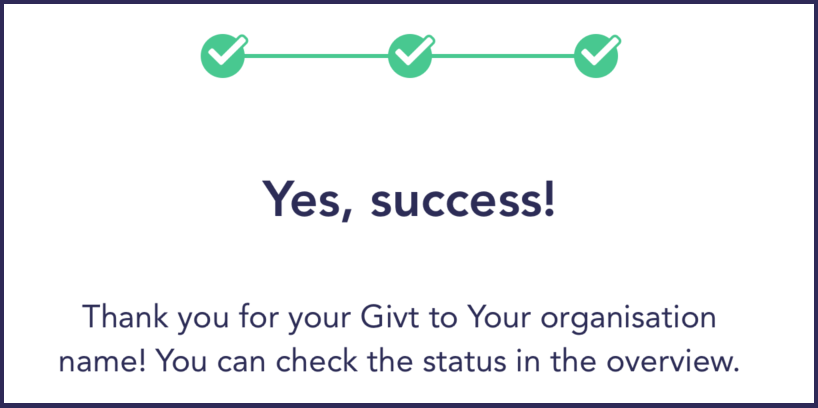 Yes, success!
Thank you for your Givt to Your organisation
name! You can check the status in the overview.